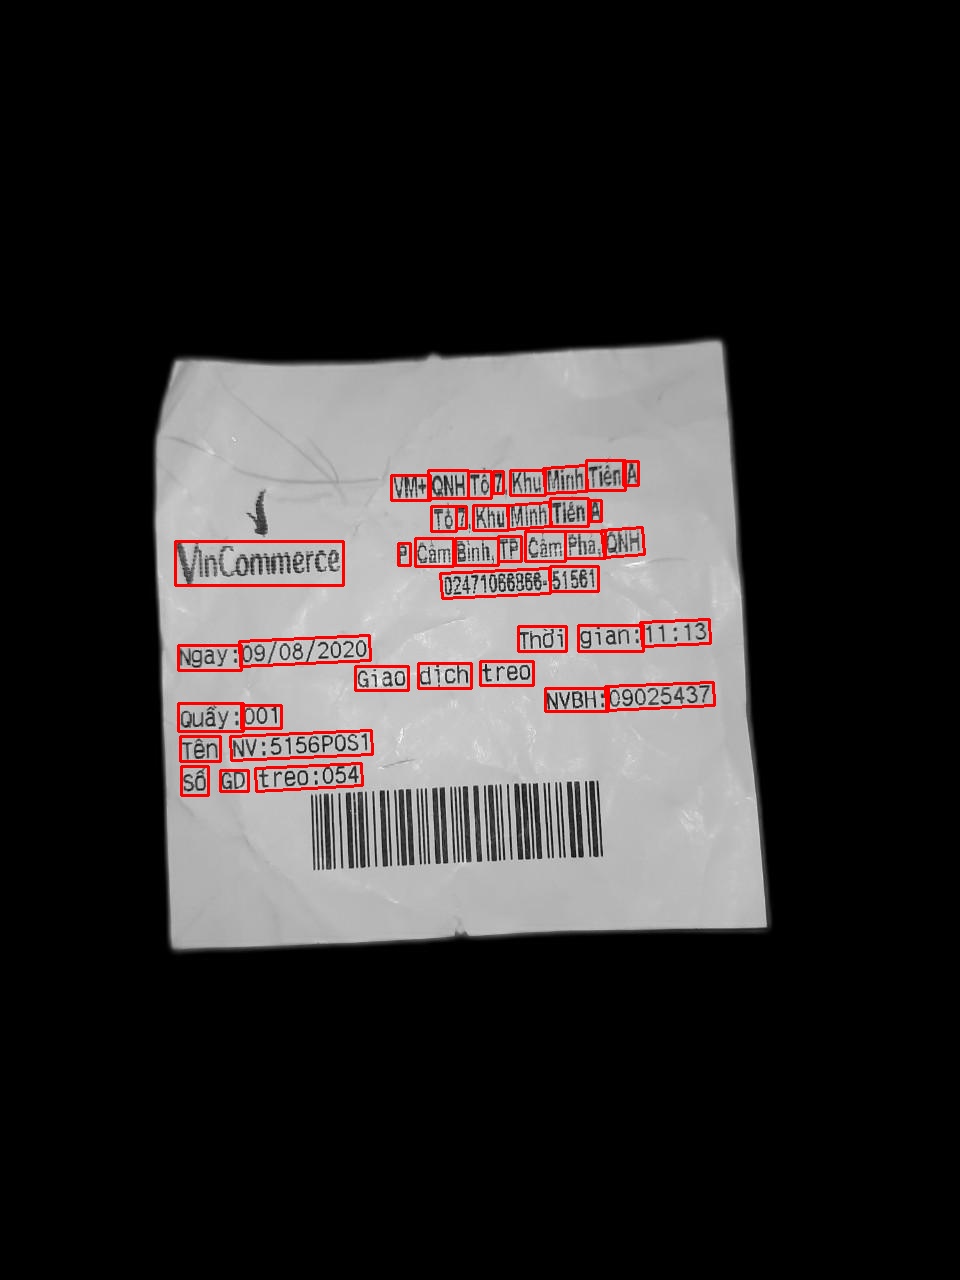 VM+ QNH Tổ 7, Khu Minh Tiến A
Tổ 7, Khu Minh Tiến A
P Cẩm Bình, TP Cẩm Phả, QNH
02471066866-51561
VinCommerce
Ngay:09/08/2020 Thời gian:11:13
Giao dịch treo
Quầy:001 NVBH:09025437
Tên NV:5156POS1
Số GD treo:054